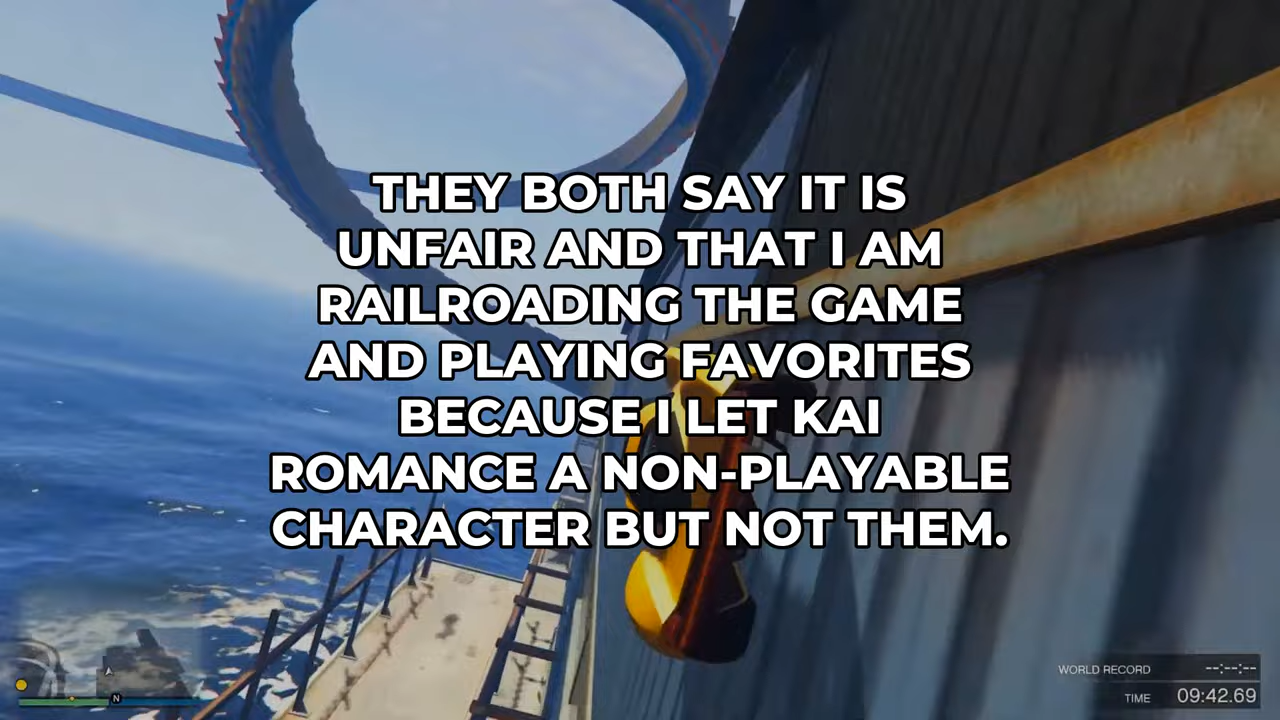 THEY BOTH SAY IT IS
UNFAIR AND THAT I AM
RAILROADING THE GAME
AND PLAYING FAVORITES
BECAUSE I LET KAI
ROMANCE A NON-PLAYABLE
CHARACTER BUT NOT THEM.
N
WORLD RECORD --:--:--
TIME 09:42.69